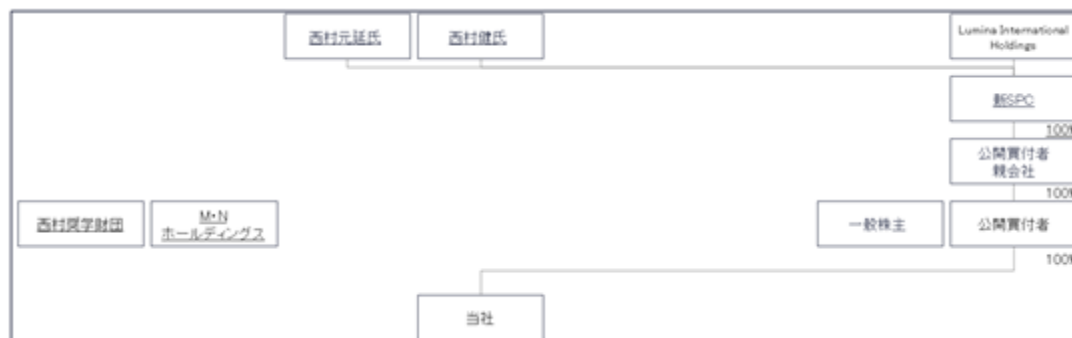 西村元延氏
西村健氏
Lumina International
Holdings
新SPC
100%
公開買付者
親会社
100%
西村奨学財団
M・N
ホールディングス
一般株主
公開買付者
100%
当社